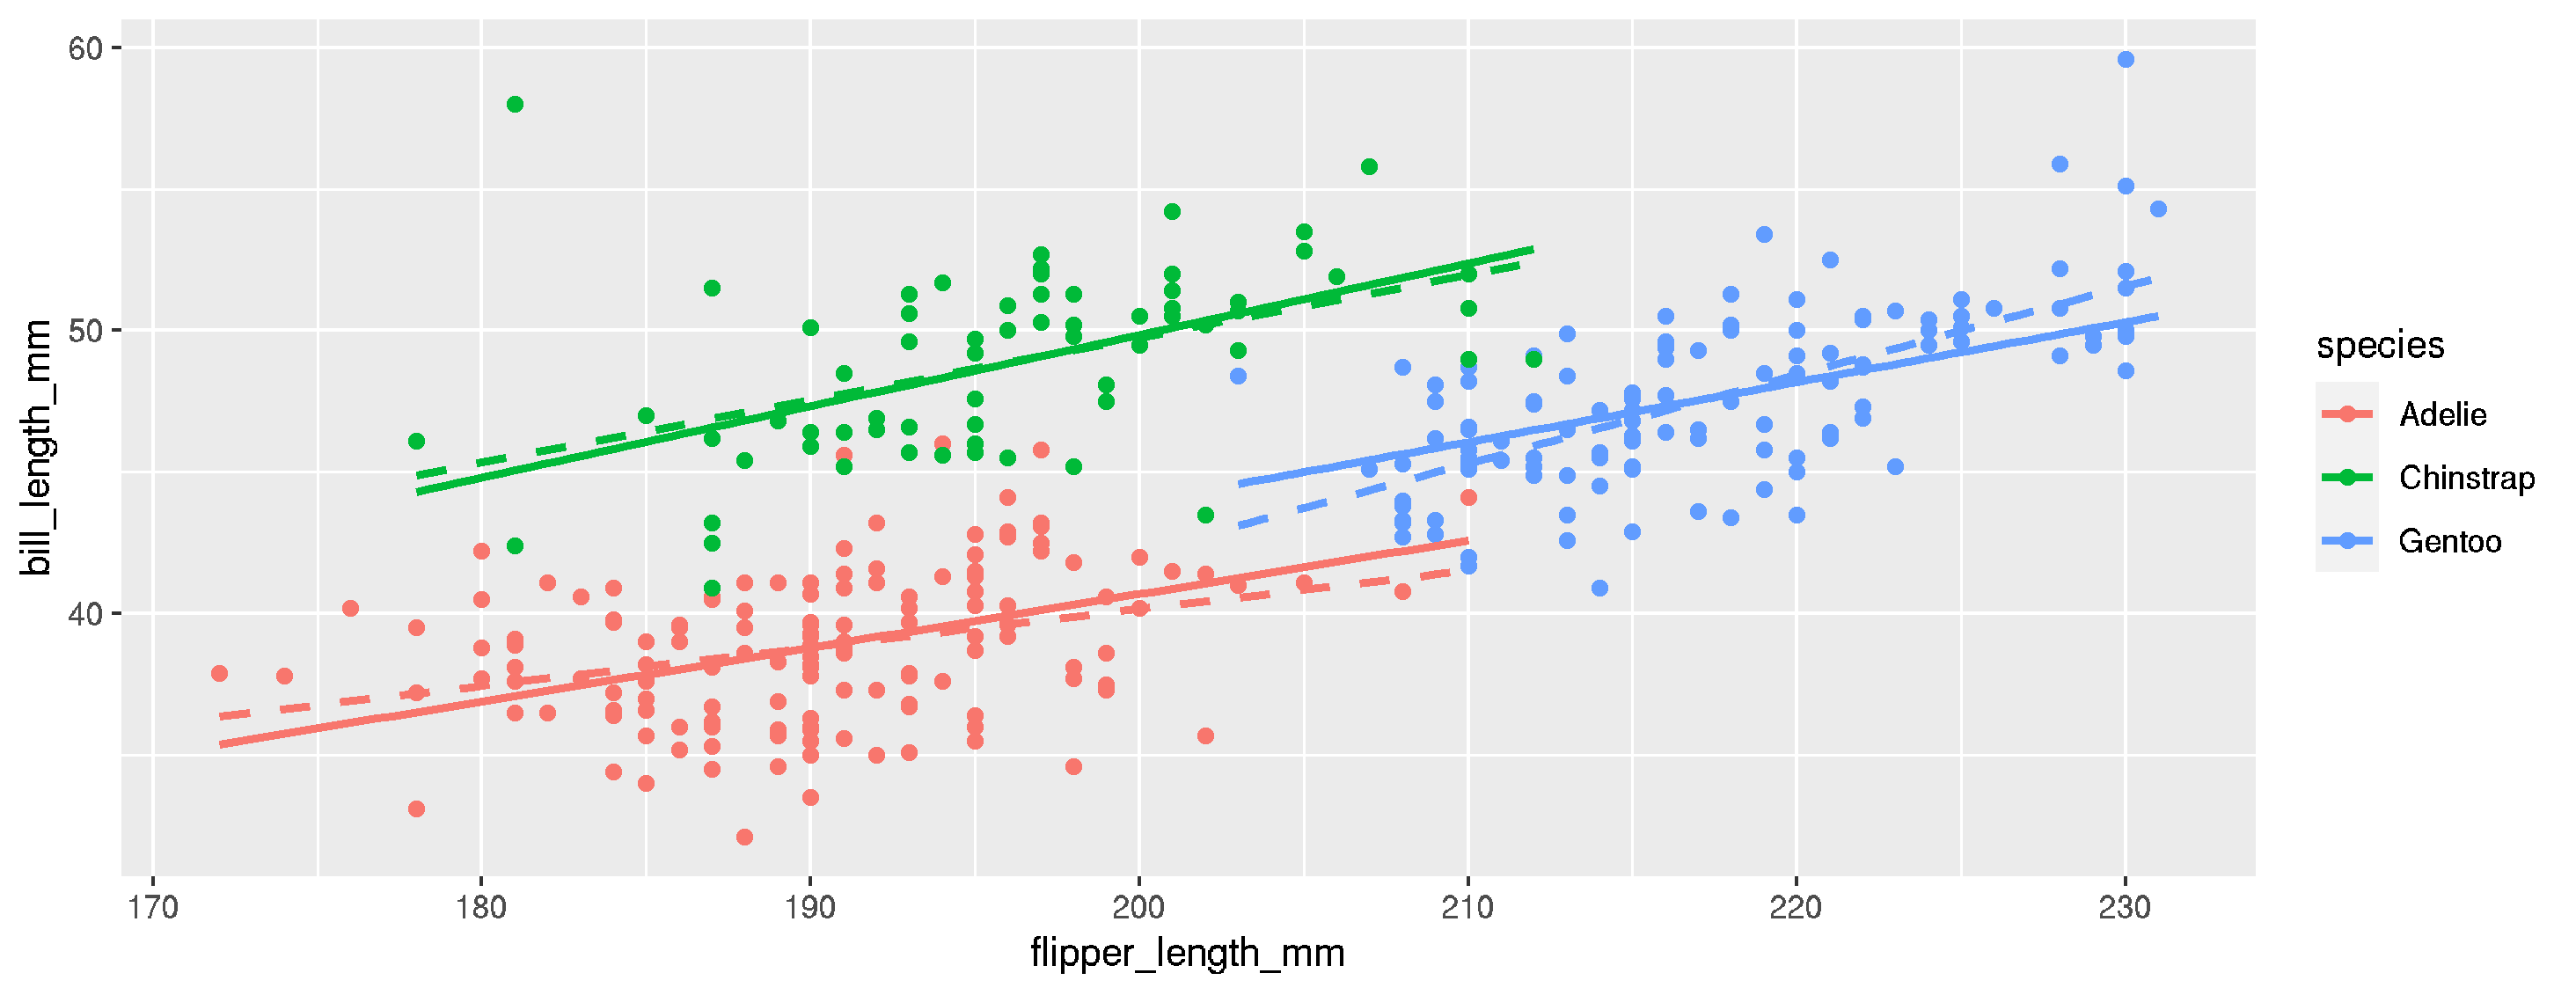 60
50
40
bill_length_mm
170 180 190 200 210 220 230
flipper_length_mm
species
Adelie
Chinstrap
Gentoo